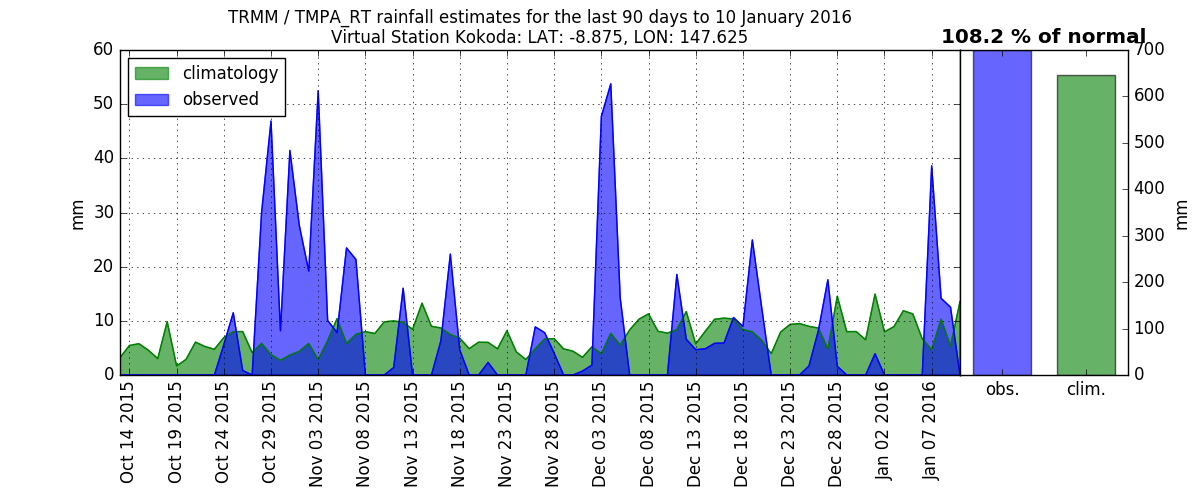 TRMM / TMPA_RT rainfall estimates for the last 90 days to 10 January 2016
Virtual Station Kokoda: LAT: -8.875, LON: 147.625
108.2 % of normal
climatology
observed
60
50
40
30
20
10
0
mm
700
600
500
400
300
200
100
0
mm
Oct 14 2015
Oct 19 2015
Oct 24 2015
Oct 29 2015
Nov 03 2015
Nov 08 2015
Nov 13 2015
Nov 18 2015
Nov 23 2015
Nov 28 2015
Dec 03 2015
Dec 08 2015
Dec 13 2015
Dec 18 2015
Dec 23 2015
Dec 28 2015
Jan 02 2016
Jan 07 2016
obs.
clim.